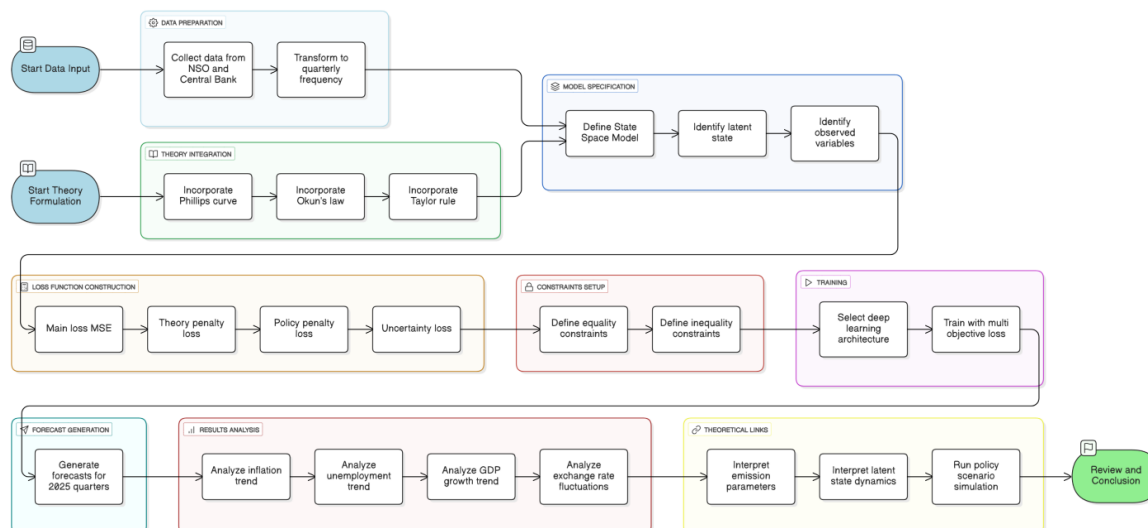 DATA PREPARATION
Start Data Input
Collect data from
NSO and
Central Bank
Transform to
quarterly
frequency
MODEL SPECIFICATION
Define State
Space Model
Identify latent
state
Identify
observed
variables
THEORY INTEGRATION
Start Theory
Formulation
Incorporate
Phillips curve
Incorporate
Okun's law
Incorporate
Taylor rule
LOSS FUNCTION CONSTRUCTION
Main loss MSE
Theory penalty
loss
Policy penalty
loss
Uncertainty loss
CONSTRAINTS SETUP
Define equality
constraints
Define inequality
constraints
TRAINING
Select deep
learning
architecture
Train with multi
objective loss
FORECAST GENERATION
Generate
forecasts for
2025 quarters
RESULTS ANALYSIS
Analyze inflation
trend
Analyze
unemployment
trend
Analyze GDP
growth trend
Analyze
exchange rate
fluctuations
THEORETICAL LINKS
Interpret
emission
parameters
Interpret latent
state dynamics
Run policy
scenario
simulation
Review and
Conclusion